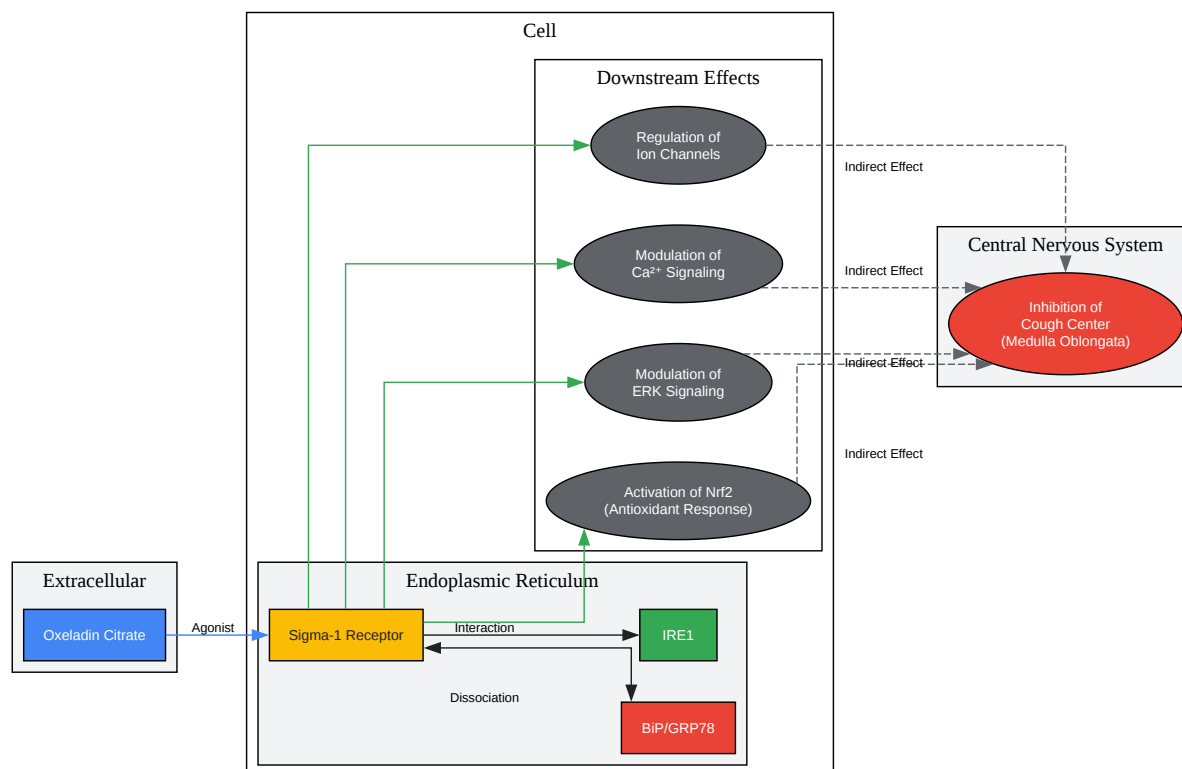 Cell
Downstream Effects
Regulation of
Ion Channels
Indirect Effect
Central Nervous System
Modulation of
Ca²⁺ Signaling
Indirect Effect
Inhibition of
Cough Center
(Medulla Oblongata)
Modulation of
ERK Signaling
Indirect Effect
Indirect Effect
Activation of Nrf2
(Antioxidant Response)
Extracellular
Endoplasmic Reticulum
Oxeladin Citrate
Agonist
Sigma-1 Receptor
Interaction
IRE1
Dissociation
BiP/GRP78